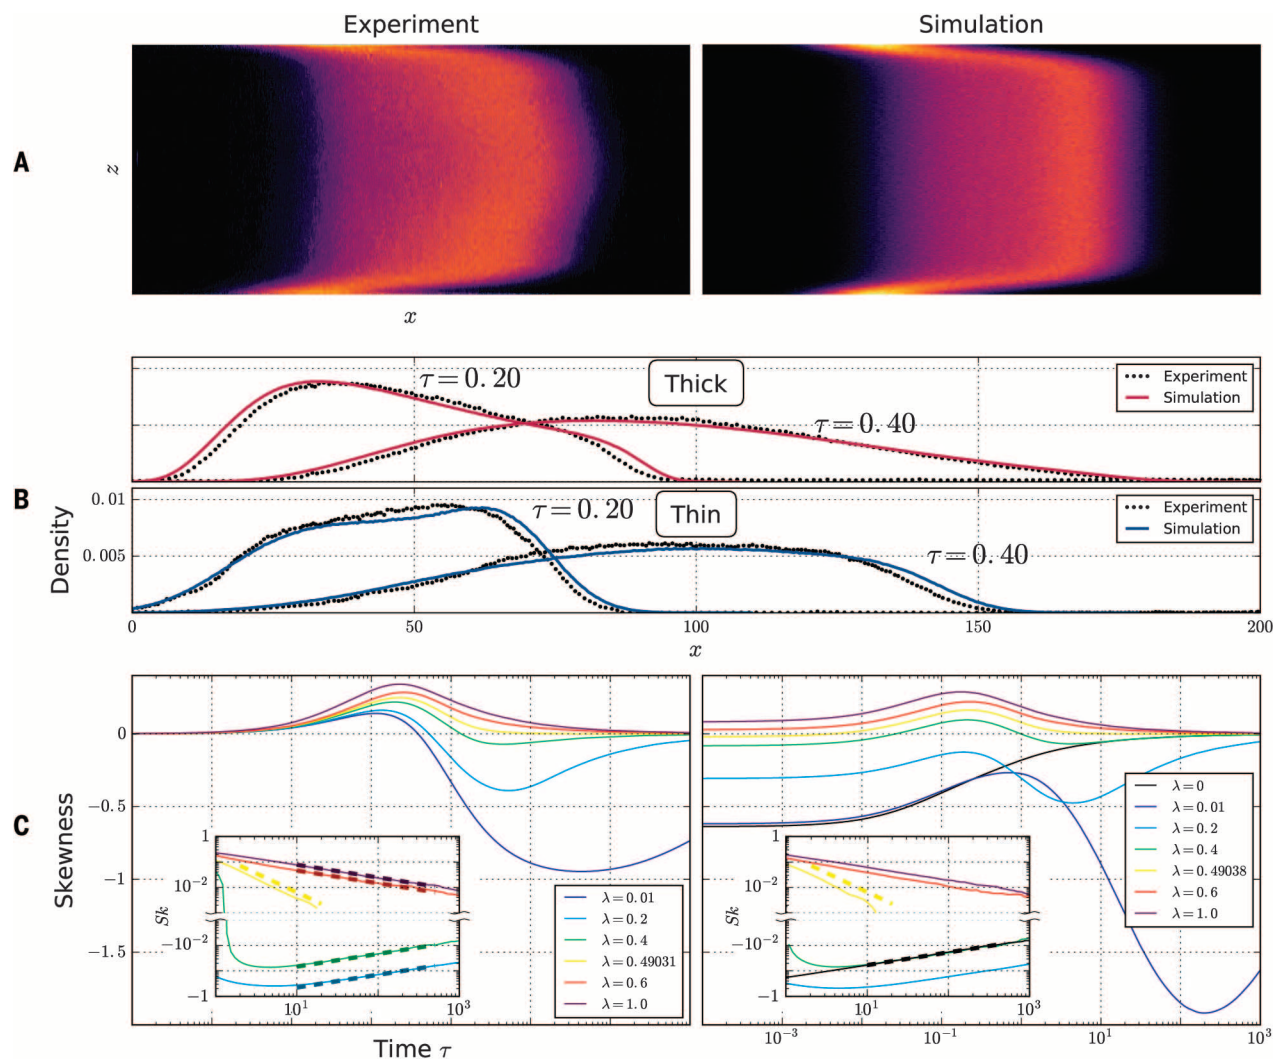 Experiment
Simulation
A
z
x
τ = 0.20
Thick
τ = 0.40
Experiment
Simulation
B
Density
0.01
0.005
τ = 0.20
Thin
τ = 0.40
Experiment
Simulation
0
50
100
150
200
x
C
Skewness
0
−0.5
−1
−1.5
Sk
1
10⁻²
−10⁻²
−1
10¹
10³
λ = 0.01
λ = 0.2
λ = 0.4
λ = 0.49031
λ = 0.6
λ = 1.0
Time τ
Sk
1
10⁻²
−10⁻²
−1
10¹
10³
λ = 0
λ = 0.01
λ = 0.2
λ = 0.4
λ = 0.49038
λ = 0.6
λ = 1.0
10⁻³
10⁻¹
10¹
10³